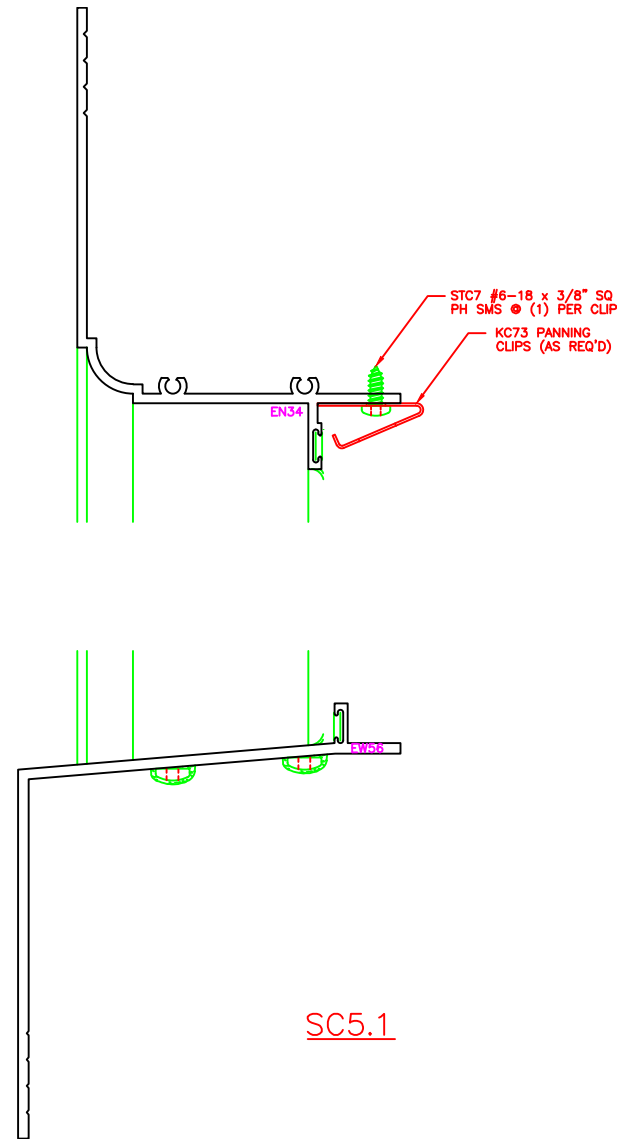 STC7 #6-18 x 3/8" SQ
PH SMS @ (1) PER CLIP
KC73 PANNING
CLIPS (AS REQ'D)
EN34
EW56
SC5.1